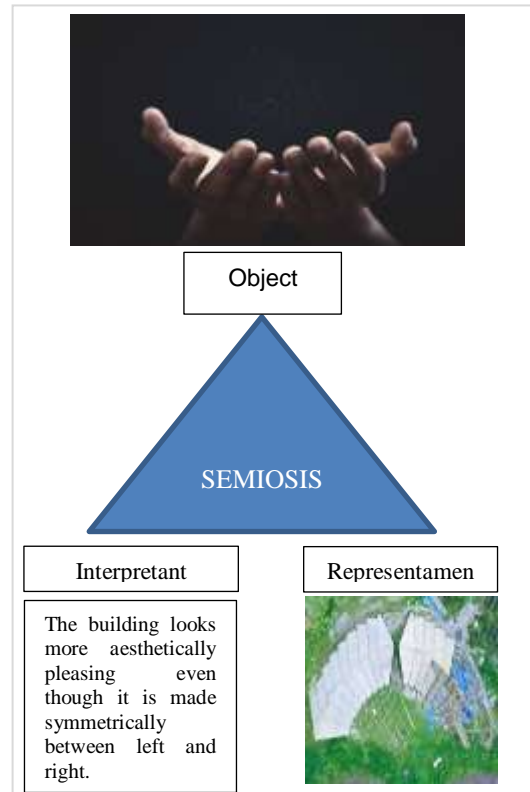 Object
SEMIOSIS
Interpretant
Representamen
The building looks
more aesthetically
pleasing even
though it is made
symmetrically
between left and
right.